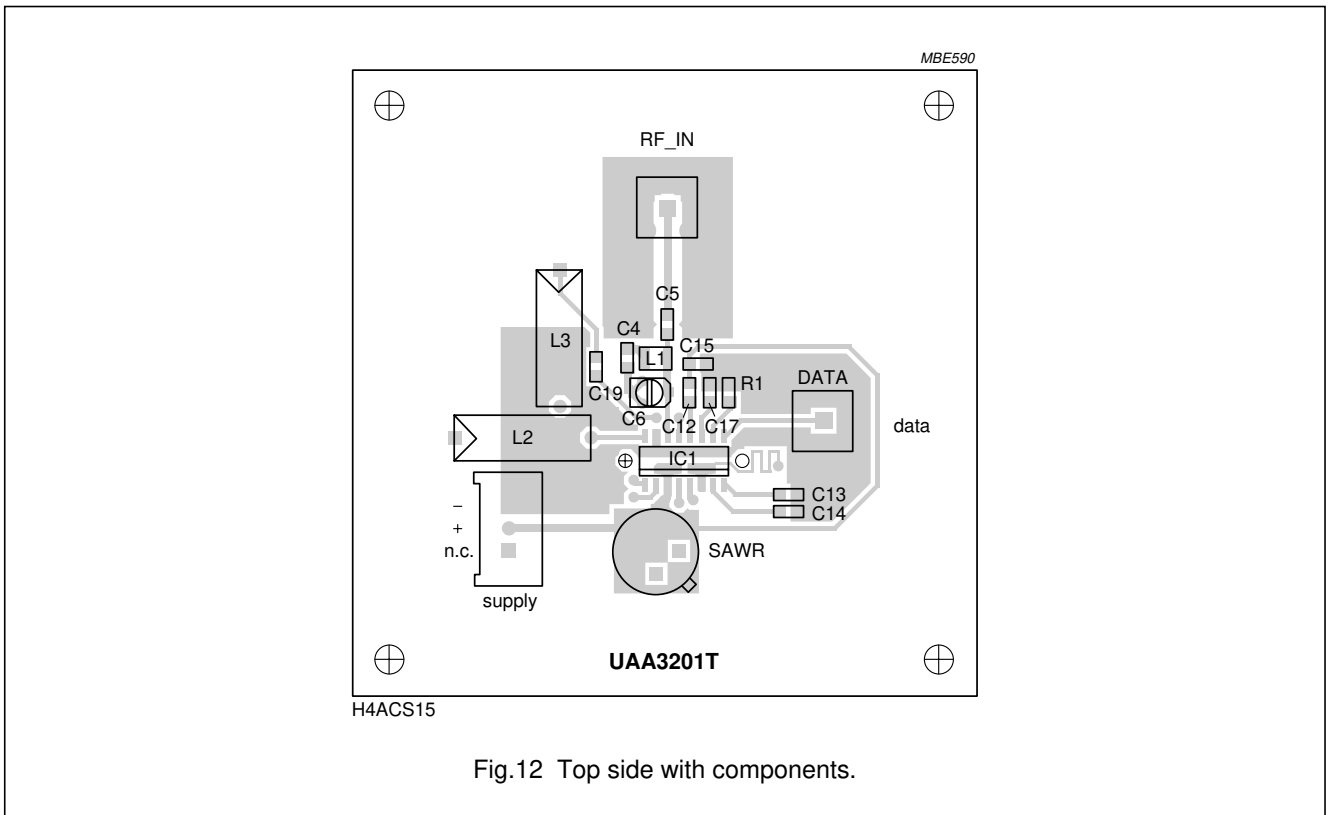 MBE590
RF_IN
C5
C4
L3
L1
C15
C19
R1
DATA
C6
C12
C17
data
L2
IC1
C13
C14
–
+
n.c.
SAWR
supply
UAA3201T
H4ACS15
Fig.12 Top side with components.